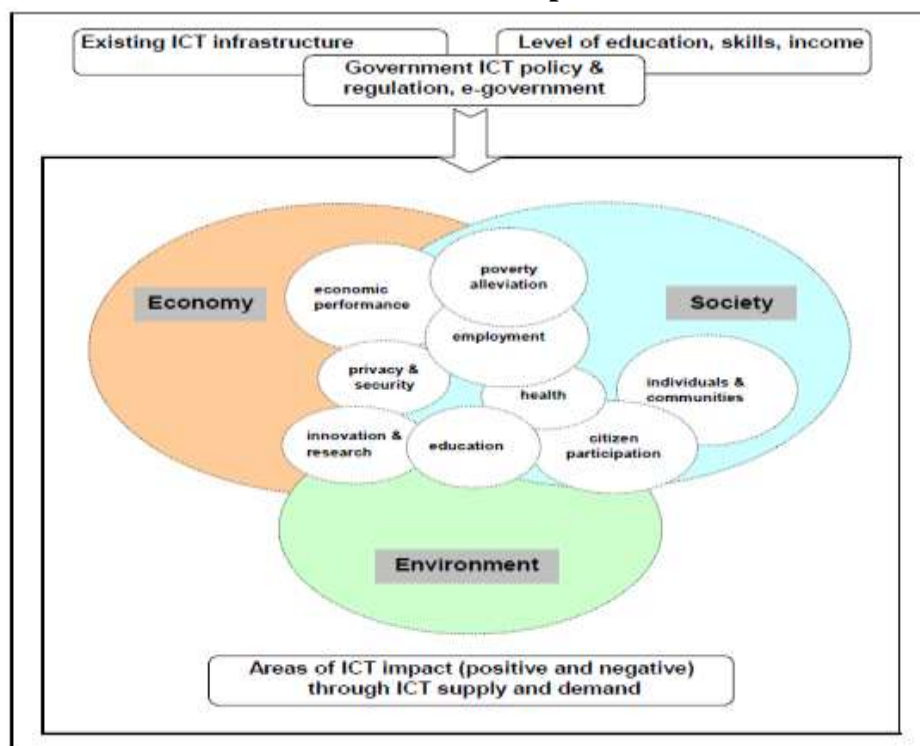 Existing ICT infrastructure
Level of education, skills, income
Government ICT policy &
regulation, e-government
poverty
alleviation
economic
performance
Economy
Society
employment
privacy &
security
health
individuals &
communities
innovation &
research
education
citizen
participation
Environment
Areas of ICT impact (positive and negative)
through ICT supply and demand